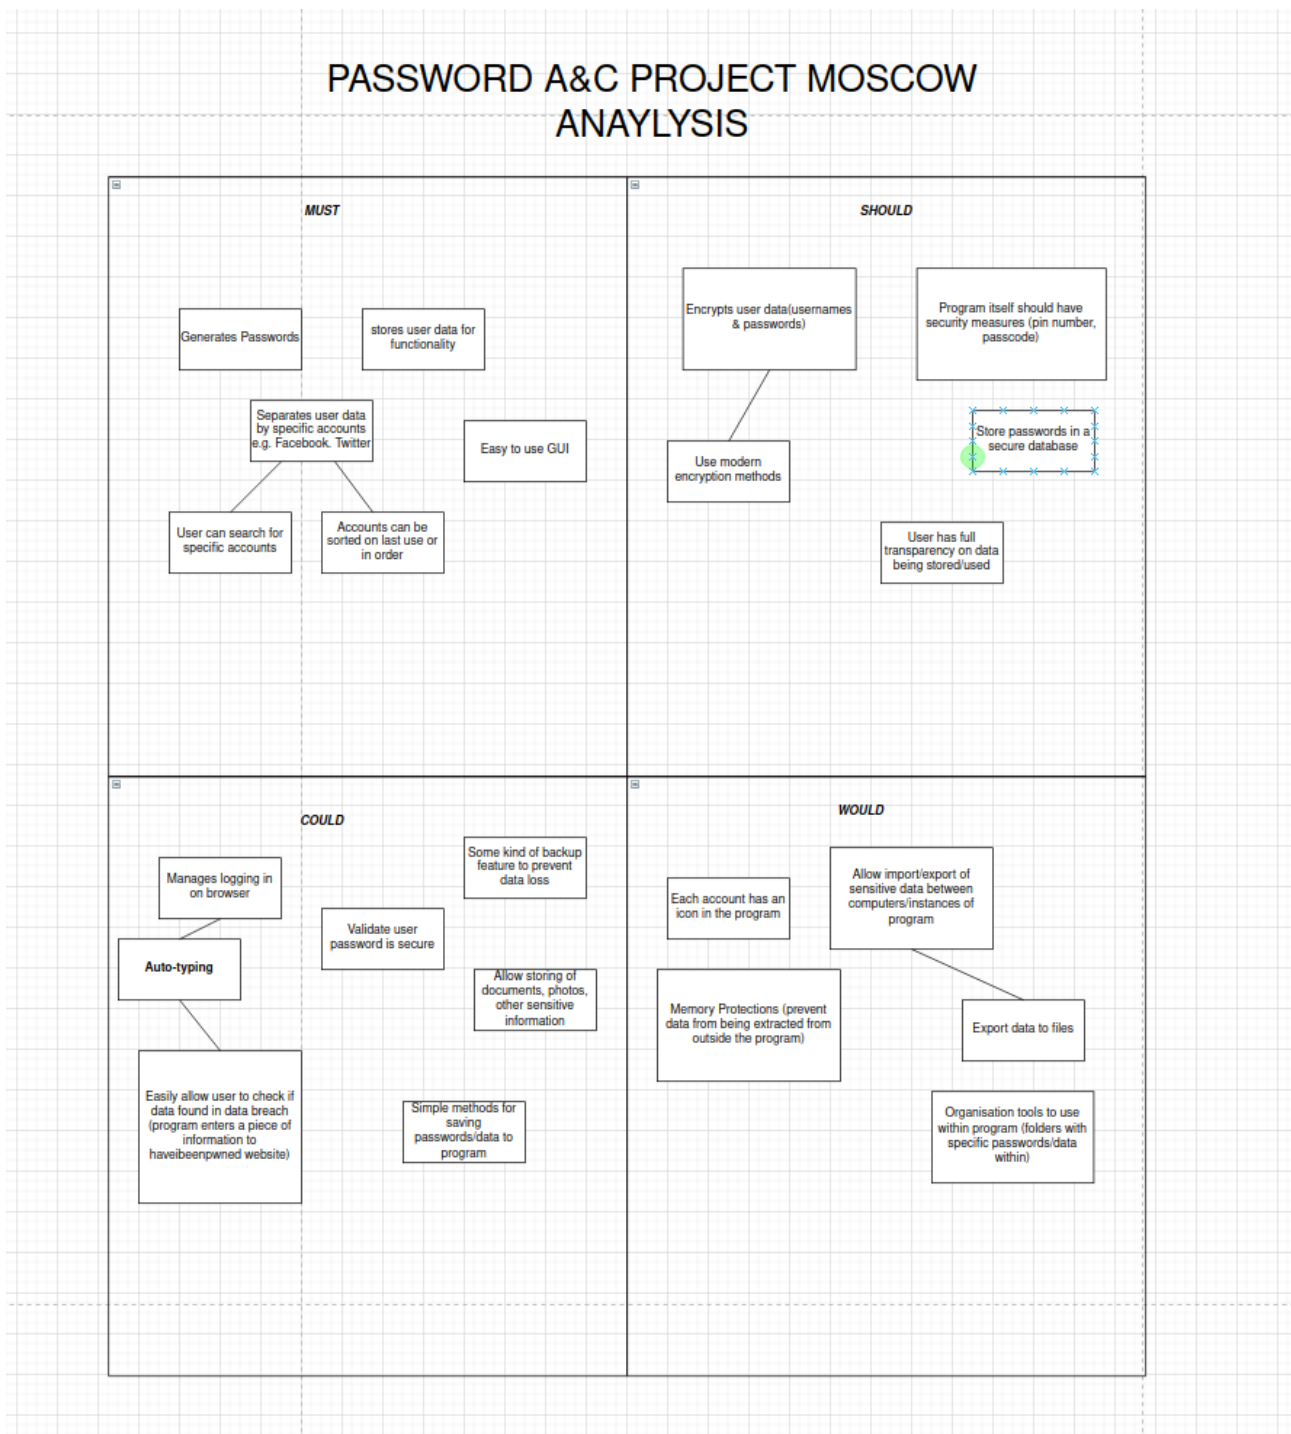 PASSWORD A&C PROJECT MOSCOW
ANAYLYSIS
MUST
Generates Passwords
stores user data for
functionality
Separates user data
by specific accounts
e.g. Facebook. Twitter
Easy to use GUI
User can search for
specific accounts
Accounts can be
sorted on last use or
in order
SHOULD
Encrypts user data(usernames
& passwords)
Program itself should have
security measures (pin number,
passcode)
Store passwords in a
secure database
Use modern
encryption methods
User has full
transparency on data
being stored/used
COULD
Some kind of backup
feature to prevent
data loss
Manages logging in
on browser
Validate user
password is secure
Auto-typing
Allow storing of
documents, photos,
other sensitive
information
Easily allow user to check if
data found in data breach
(program enters a piece of
information to
haveibeenpwned website)
Simple methods for
saving
passwords/data to
program
WOULD
Allow import/export of
sensitive data between
computers/instances of
program
Each account has an
icon in the program
Memory Protections (prevent
data from being extracted from
outside the program)
Export data to files
Organisation tools to use
within program (folders with
specific passwords/data
within)